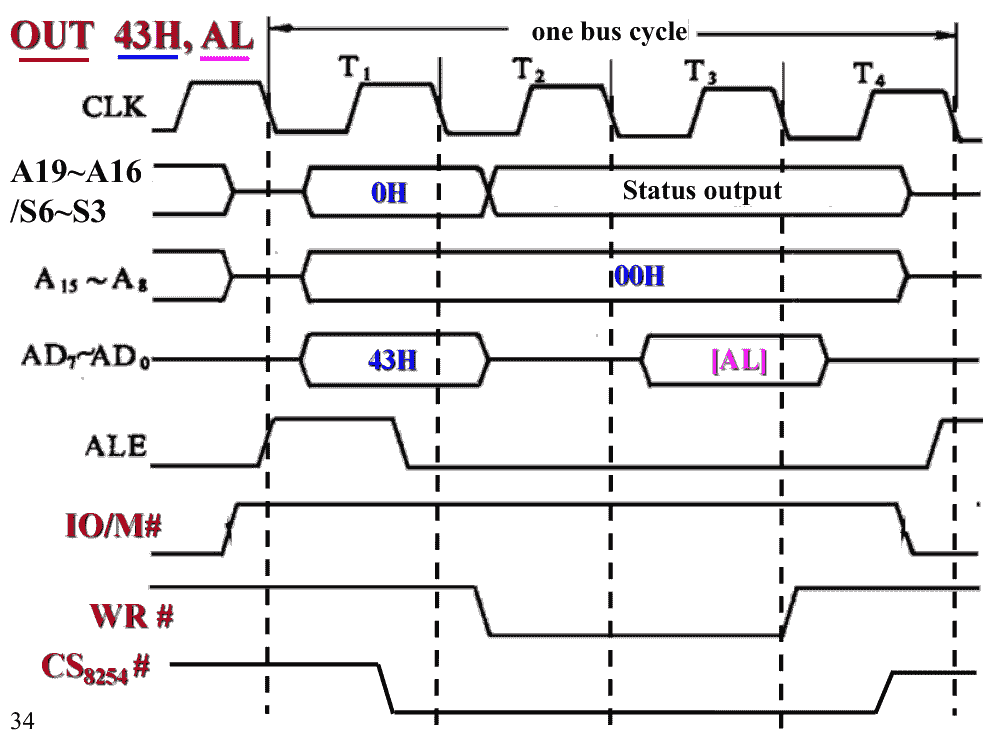 OUT 43H, AL
one bus cycle
T1 T2 T3 T4
CLK
A19~A16
/S6~S3
0H Status output
A15~A8 00H
AD7~AD0 43H [AL]
ALE
IO/M#
WR #
CS8254 #
34